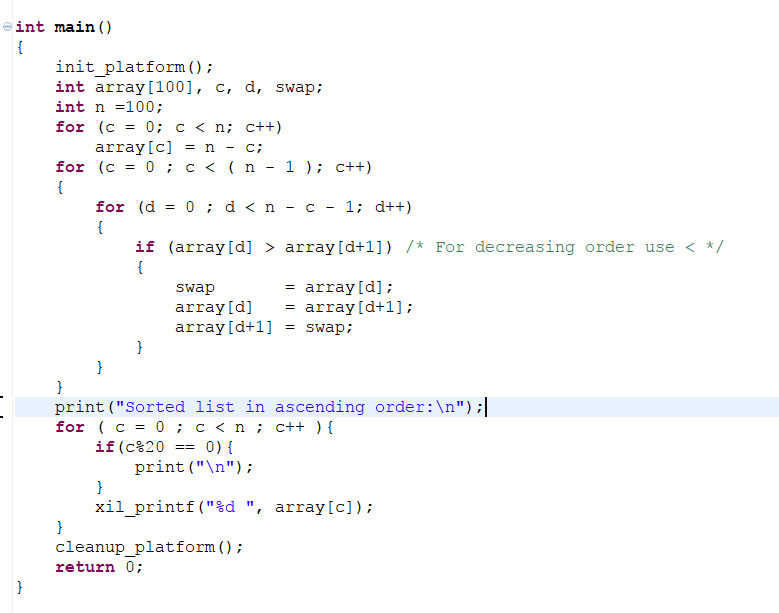 int main()
{
    init_platform();
    int array[100], c, d, swap;
    int n =100;
    for (c = 0; c < n; c++)
        array[c] = n - c;
    for (c = 0 ; c < ( n - 1 ); c++)
    {
        for (d = 0 ; d < n - c - 1; d++)
        {
            if (array[d] > array[d+1]) /* For decreasing order use < */
            {
                swap       = array[d];
                array[d]   = array[d+1];
                array[d+1] = swap;
            }
        }
    }
    print("Sorted list in ascending order:\n");
    for ( c = 0 ; c < n ; c++ ){
        if(c%20 == 0){
            print("\n");
        }
        xil_printf("%d ", array[c]);
    }
    cleanup_platform();
    return 0;
}